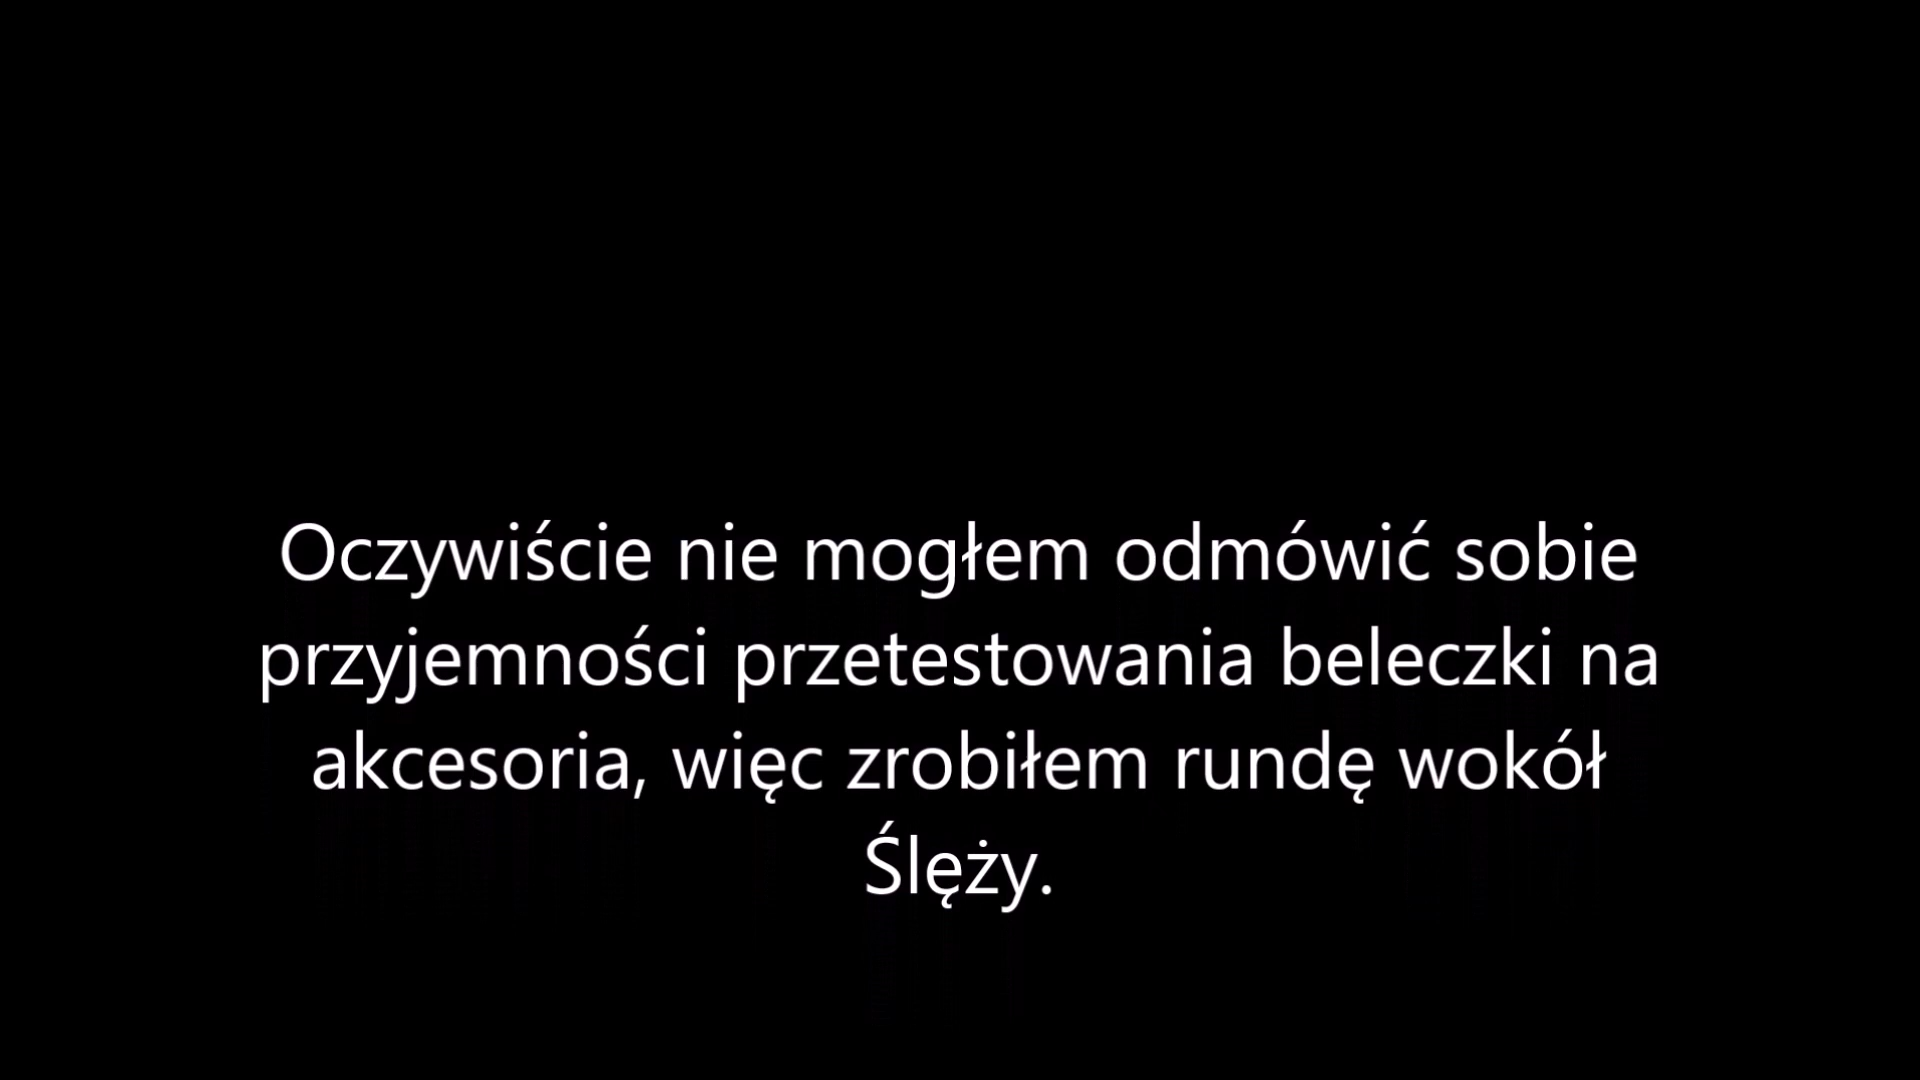 Oczywiście nie mogłem odmówić sobie
przyjemności przetestowania beleczki na
akcesoria, więc zrobiłem rundę wokół
Ślęży.